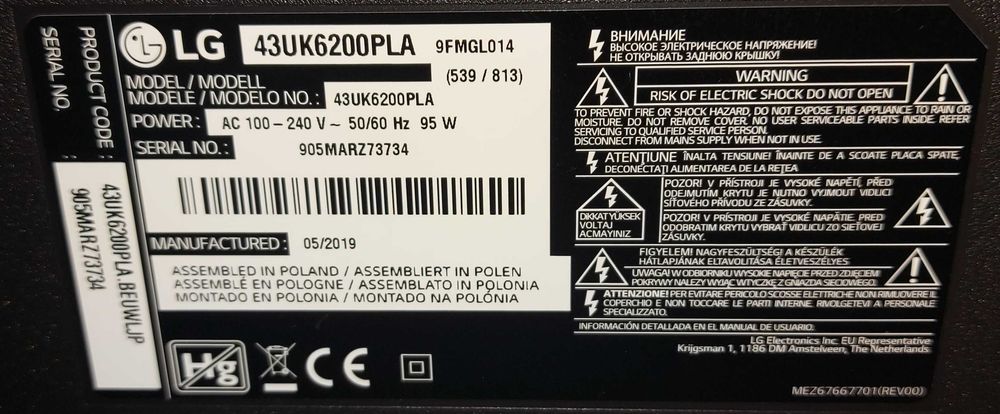 PRODUCT CODE : 43UK6200PLA.BEUWLJP
SERIAL NO. : 905MARZ73734
LG 43UK6200PLA 9FMGL014
(539 / 813)
MODEL / MODELL
MODELE / MODELO NO.: 43UK6200PLA
POWER : AC 100 – 240 V ~ 50/60 Hz 95 W
SERIAL NO.: 905MARZ73734
MANUFACTURED : 05/2019
ASSEMBLED IN POLAND / ASSEMBLIERT IN POLEN
ASSEMBLÉ EN POLOGNE / ASSEMBLATO IN POLONIA
MONTADO EN POLONIA / MONTADO NA POLÓNIA
Hg
CE
ВНИМАНИЕ
ВЫСОКОЕ ЭЛЕКТРИЧЕСКОЕ НАПРЯЖЕНИЕ!
НЕ ОТКРЫВАТЬ ЗАДНЮЮ КРЫШКУ!
WARNING
RISK OF ELECTRIC SHOCK DO NOT OPEN
TO PREVENT FIRE OR SHOCK HAZARD, DO NOT EXPOSE THIS APPLIANCE TO RAIN OR
MOISTURE. DO NOT REMOVE COVER. NO USER SERVICEABLE PARTS INSIDE. REFER
SERVICING TO QUALIFIED SERVICE PERSON.
DISCONNECT FROM MAINS SUPPLY WHEN NOT IN USE.
ATENŢIUNE ÎNALTA TENSIUNE! ÎNAINTE DE A SCOATE PLACA SPATE,
DECONECTAŢI ALIMENTAREA DE LA REŢEA
DIKKAT YÜKSEK
VOLTAJ
AÇMAYINIZ
POZOR! V PŘÍSTROJI JE VYSOKÉ NAPĚTÍ, PŘED
ODEJMUTÍM KRYTU JE NUTNO VYJMOUT VIDLICI
SÍŤOVÉHO PŘÍVODU ZE ZÁSUVKY.
POZOR! V PRÍSTROJI JE VYSOKÉ NAPÄTIE. PRED
ODOBRATÍM KRYTU VYBRAŤ VIDLICU ZO SIEŤOVEJ
ZÁSUVKY.
FIGYELEM! NAGYFESZÜLTSÉG! A KÉSZÜLÉK
HÁTLAPJÁNAK ELTÁVOLÍTÁSA ÉLETVESZÉLYES
UWAGA! W ODBIORNIKU WYSOKIE NAPIĘCIE PRZED ZDJĘCIEM
POKRYWY NALEŻY WYJĄĆ WTYCZKĘ Z GNIAZDA SIECIOWEGO.
ATTENZIONE! PER EVITARE PERICOLO SCOSSE ELETTRICHE NON RIMUOVERE IL
COPERCHIO E NON TOCCARE LE PARTI INTERNE. RIVOLGETEVI A PERSONALE
SPECIALIZZATO.
INFORMACIÓN DETALLADA EN EL MANUAL DE USUARIO.
LG Electronics Inc. EU Representative
Krijgsman 1, 1186 DM Amstelveen, The Netherlands
MEZ67667701(REV00)